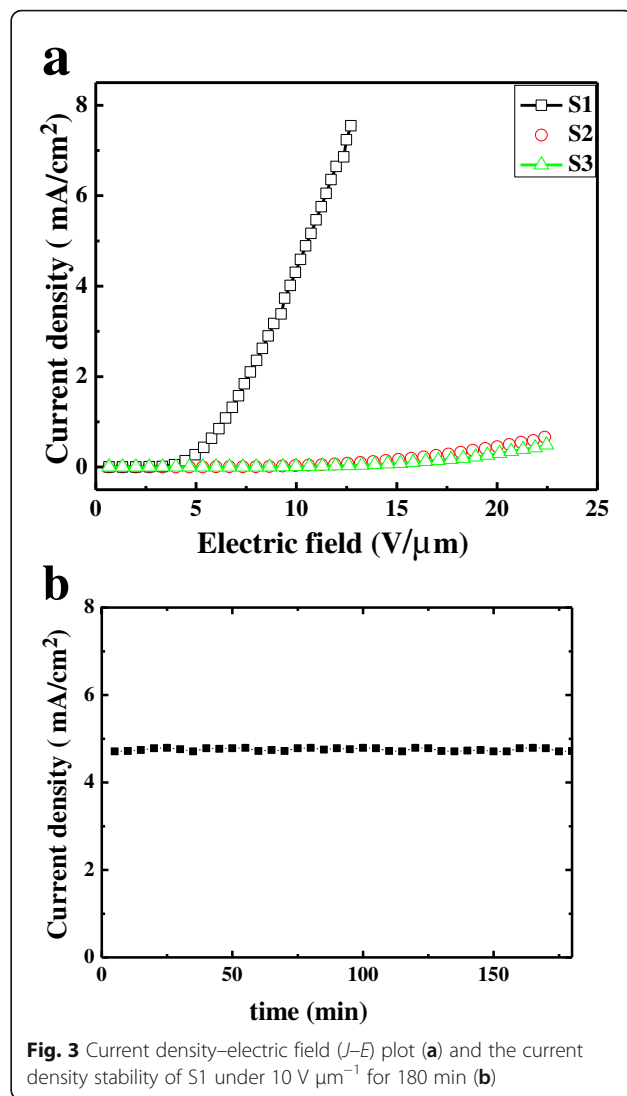 a
8
6
4
2
0
Current density ( mA/cm²)
S1
S2
S3
0 5 10 15 20 25
Electric field (V/μm)
b
8
6
4
2
0
Current density ( mA/cm²)
0 50 100 150
time (min)
Fig. 3 Current density–electric field (J–E) plot (a) and the current
density stability of S1 under 10 V μm⁻¹ for 180 min (b)